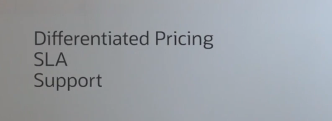 Differentiated Pricing
SLA
Support